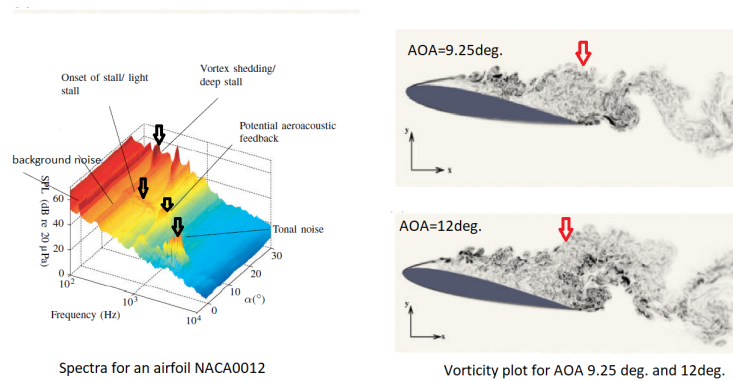 Onset of stall/ light
stall
Vortex shedding/
deep stall
Potential aeroacoustic
feedback
background noise
Tonal noise
SPL (dB re 20 μPa)
60
40
20
0
10²
10³
10⁴
Frequency (Hz)
0
10
20
30
α(°)
Spectra for an airfoil NACA0012
AOA=9.25deg.
y
x
AOA=12deg.
y
x
Vorticity plot for AOA 9.25 deg. and 12deg.